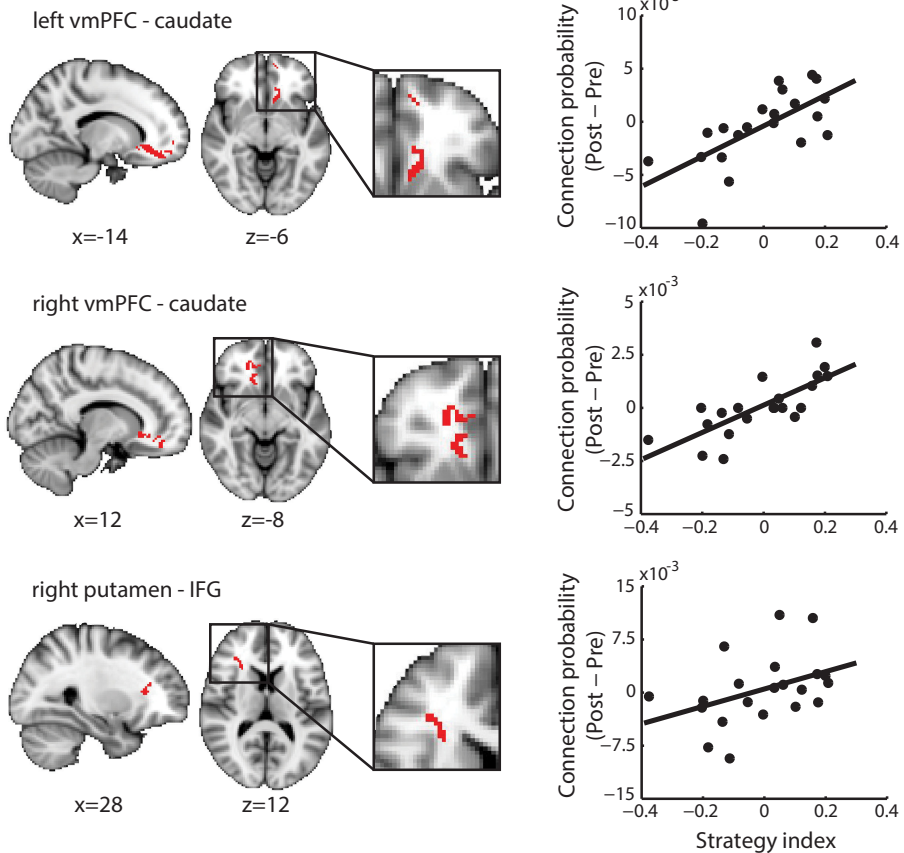 left vmPFC - caudate
x=-14
z=-6
10
Connection probability
(Post – Pre)
5
0
−5
−10
−0.4
−0.2
0
0.2
0.4
right vmPFC - caudate
x=12
z=-8
x10-3
Connection probability
(Post – Pre)
5
2.5
0
−2.5
−5
−0.4
−0.2
0
0.2
0.4
right putamen - IFG
x=28
z=12
x10-3
Connection probability
(Post – Pre)
15
7.5
0
−7.5
−15
−0.4
−0.2
0
0.2
0.4
Strategy index